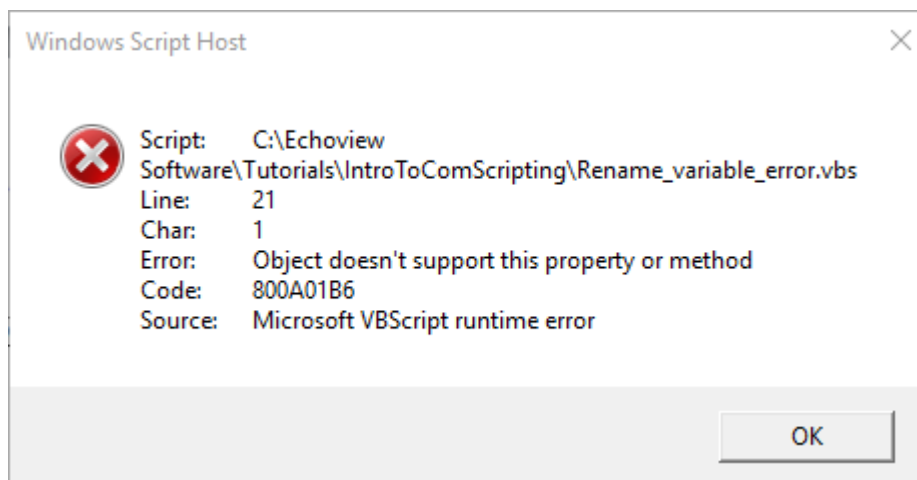 Windows Script Host
Script: C:\Echoview
Software\Tutorials\IntroToComScripting\Rename_variable_error.vbs
Line: 21
Char: 1
Error: Object doesn't support this property or method
Code: 800A01B6
Source: Microsoft VBScript runtime error
OK